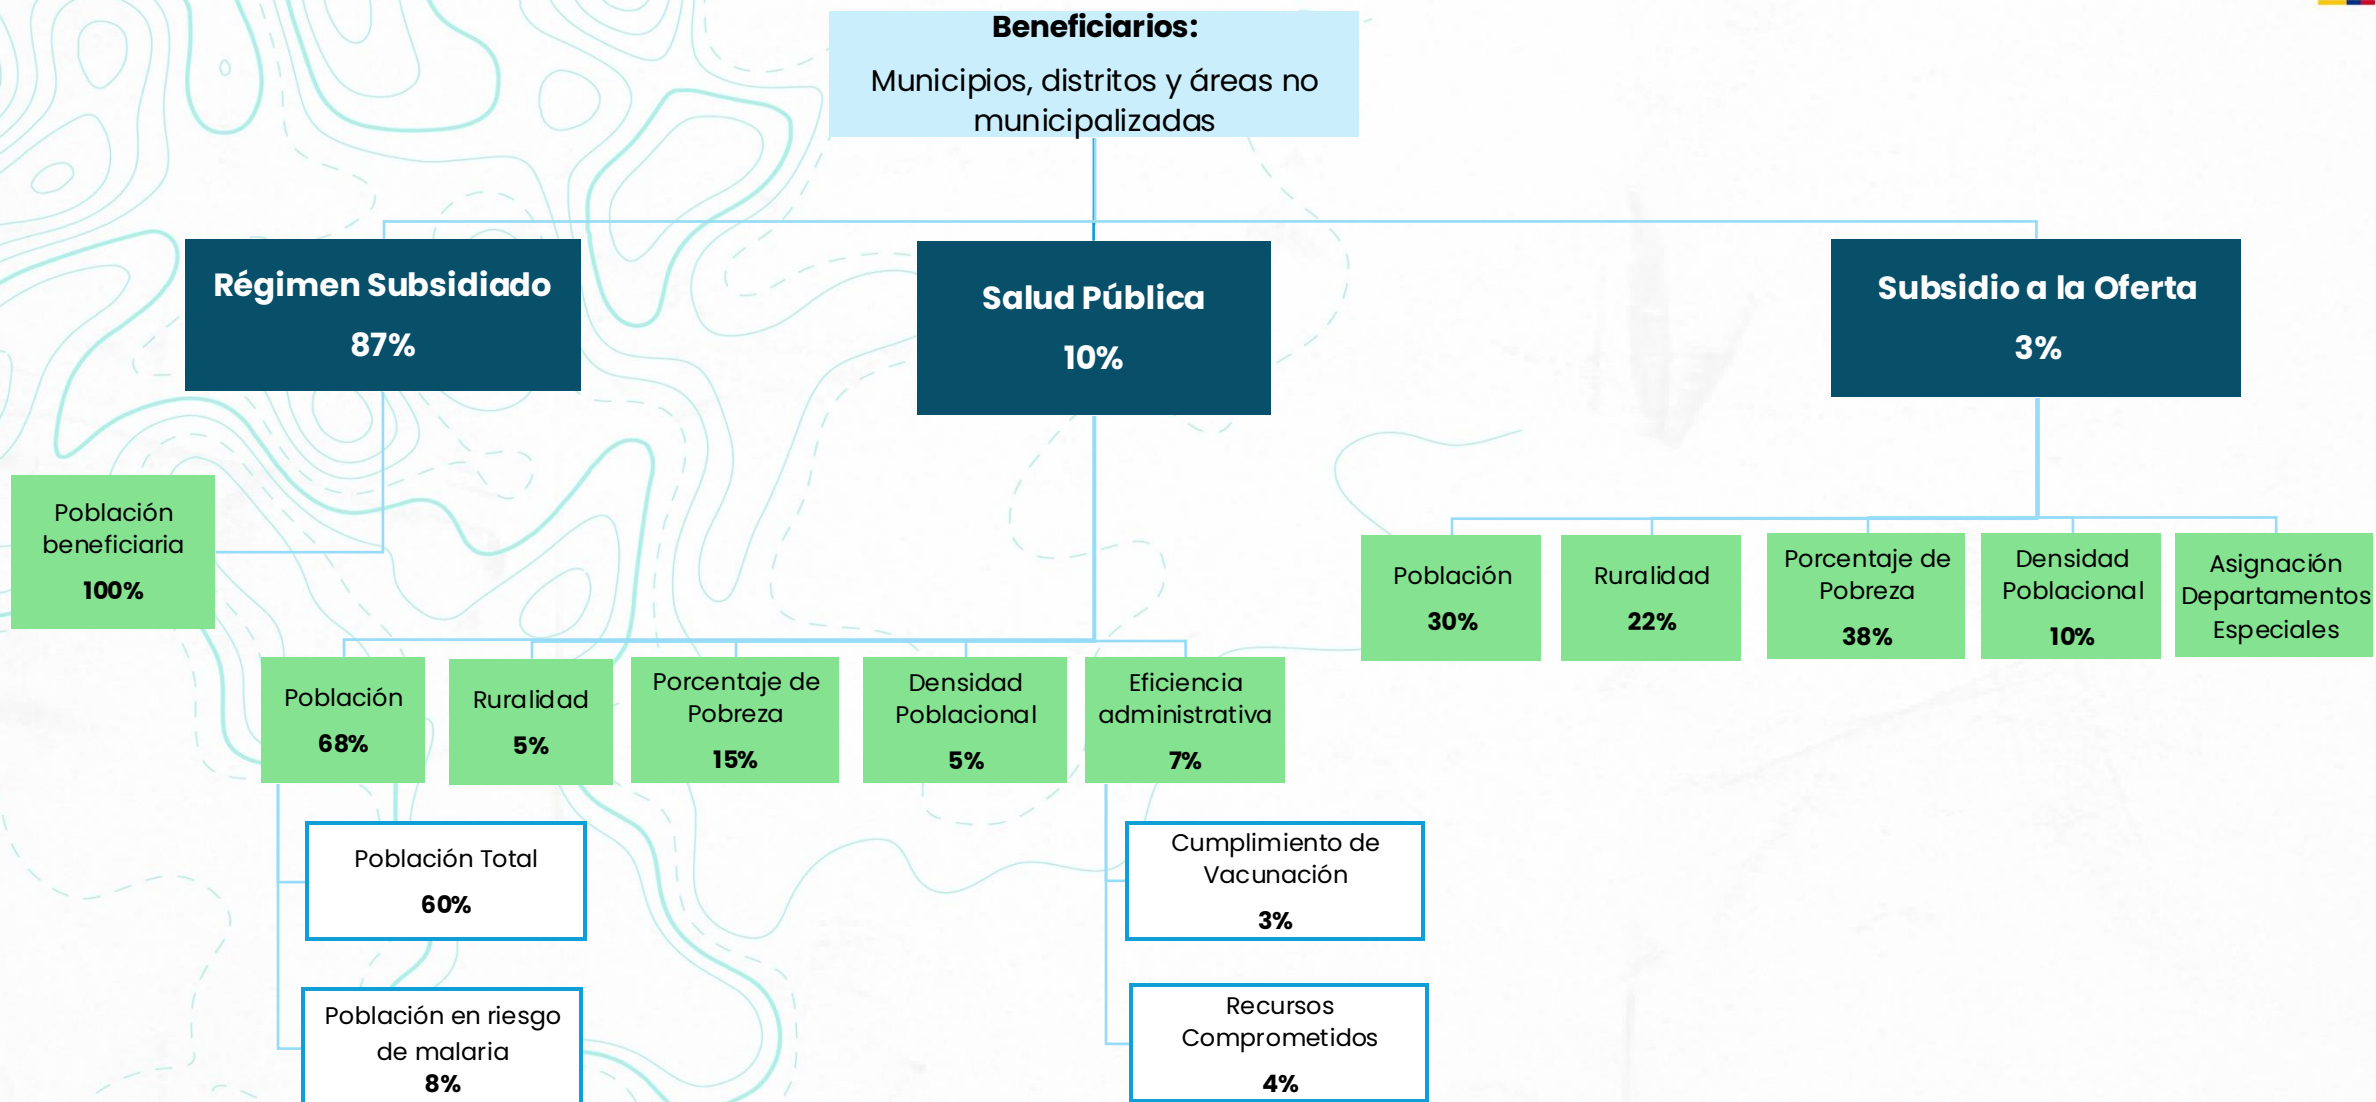 Beneficiarios:
Municipios, distritos y áreas no
municipalizadas
Régimen Subsidiado
87%
Salud Pública
10%
Subsidio a la Oferta
3%
Población
beneficiaria
100%
Población
30%
Ruralidad
22%
Porcentaje de
Pobreza
38%
Densidad
Poblacional
10%
Asignación
Departamentos
Especiales
Población
68%
Ruralidad
5%
Porcentaje de
Pobreza
15%
Densidad
Poblacional
5%
Eficiencia
administrativa
7%
Población Total
60%
Cumplimiento de
Vacunación
3%
Población en riesgo
de malaria
8%
Recursos
Comprometidos
4%